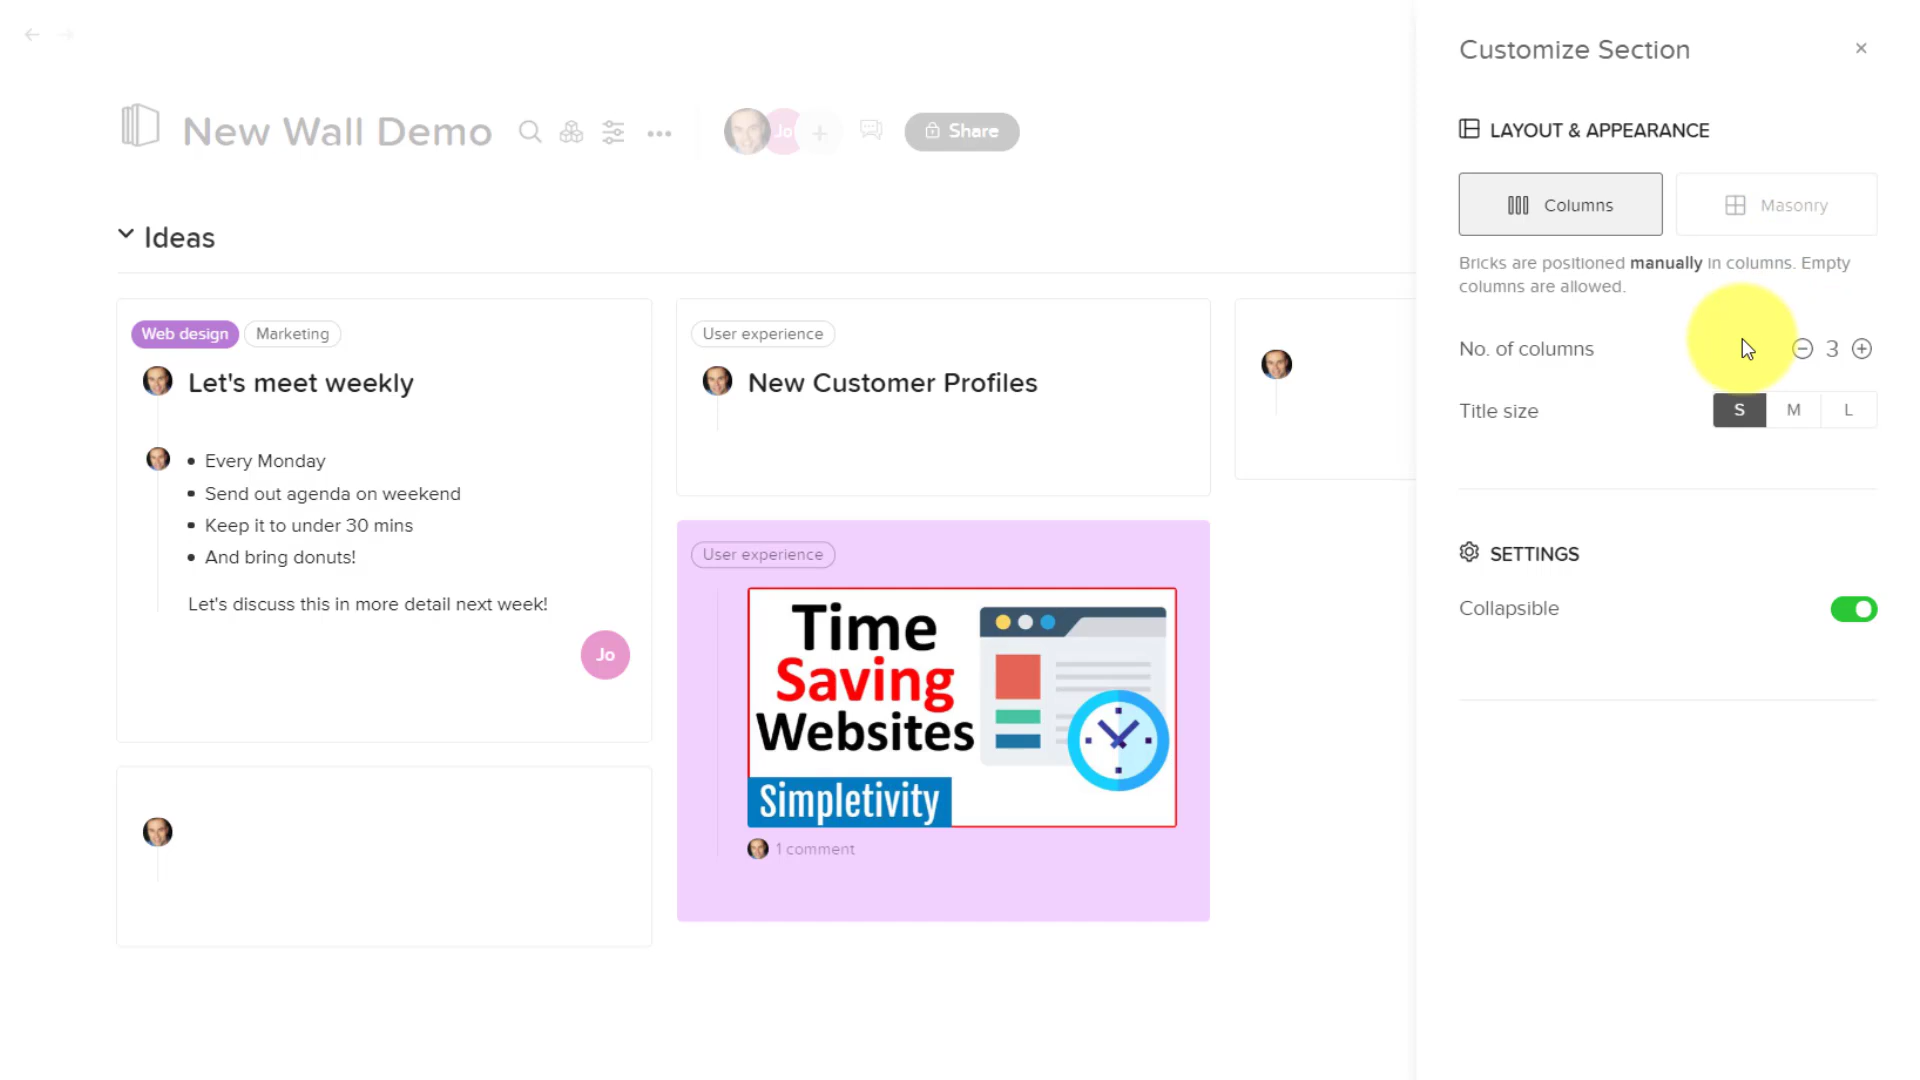 New Wall Demo
Jo
+
Share
Ideas
Web design
Marketing
Let's meet weekly
• Every Monday
• Send out agenda on weekend
• Keep it to under 30 mins
• And bring donuts!
Let's discuss this in more detail next week!
Jo
User experience
New Customer Profiles
User experience
Time
Saving
Websites
Simpletivity
1 comment
Customize Section
×
LAYOUT & APPEARANCE
Columns
Masonry
Bricks are positioned manually in columns. Empty
columns are allowed.
No. of columns
3
Title size
S M L
SETTINGS
Collapsible